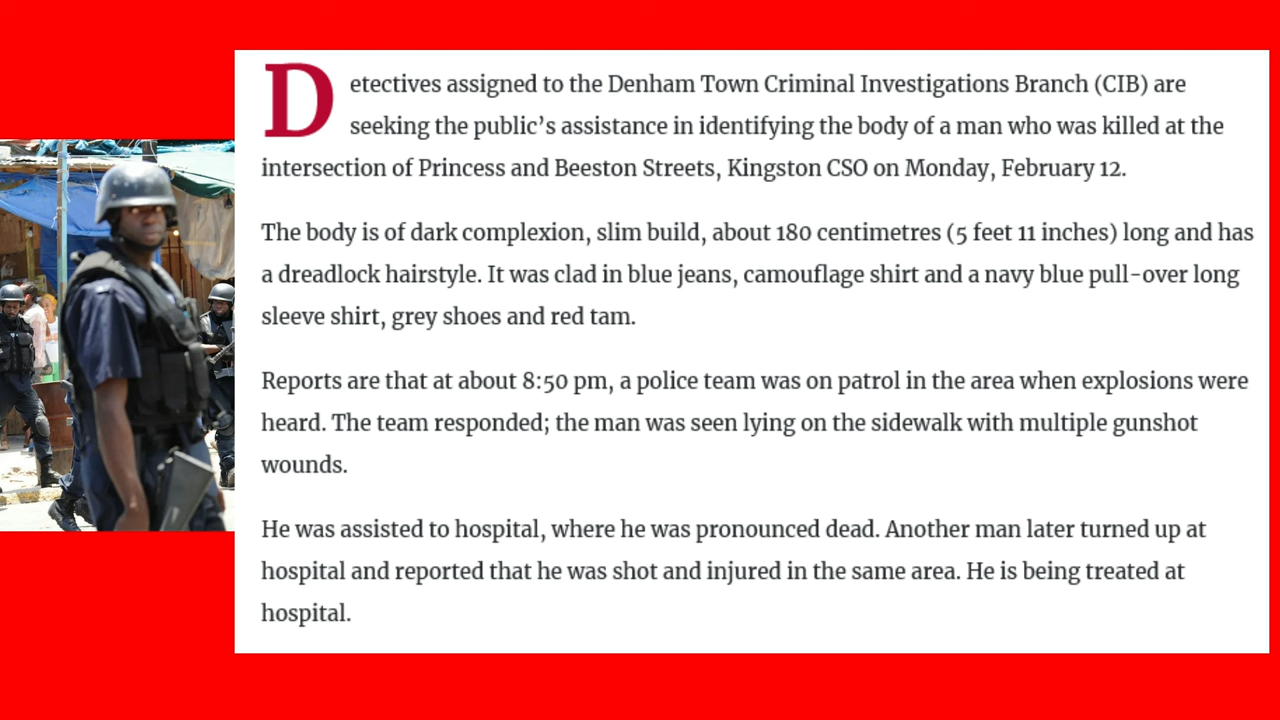 Detectives assigned to the Denham Town Criminal Investigations Branch (CIB) are
seeking the public’s assistance in identifying the body of a man who was killed at the
intersection of Princess and Beeston Streets, Kingston CSO on Monday, February 12.
The body is of dark complexion, slim build, about 180 centimetres (5 feet 11 inches) long and has
a dreadlock hairstyle. It was clad in blue jeans, camouflage shirt and a navy blue pull-over long
sleeve shirt, grey shoes and red tam.
Reports are that at about 8:50 pm, a police team was on patrol in the area when explosions were
heard. The team responded; the man was seen lying on the sidewalk with multiple gunshot
wounds.
He was assisted to hospital, where he was pronounced dead. Another man later turned up at
hospital and reported that he was shot and injured in the same area. He is being treated at
hospital.